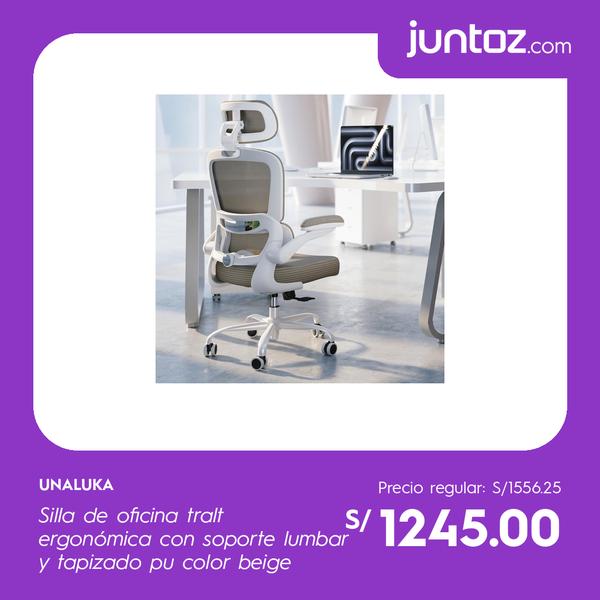 juntoz.com
UNALUKA
Silla de oficina tralt
ergonómica con soporte lumbar
y tapizado pu color beige
Precio regular: S/1556.25
S/ 1245.00